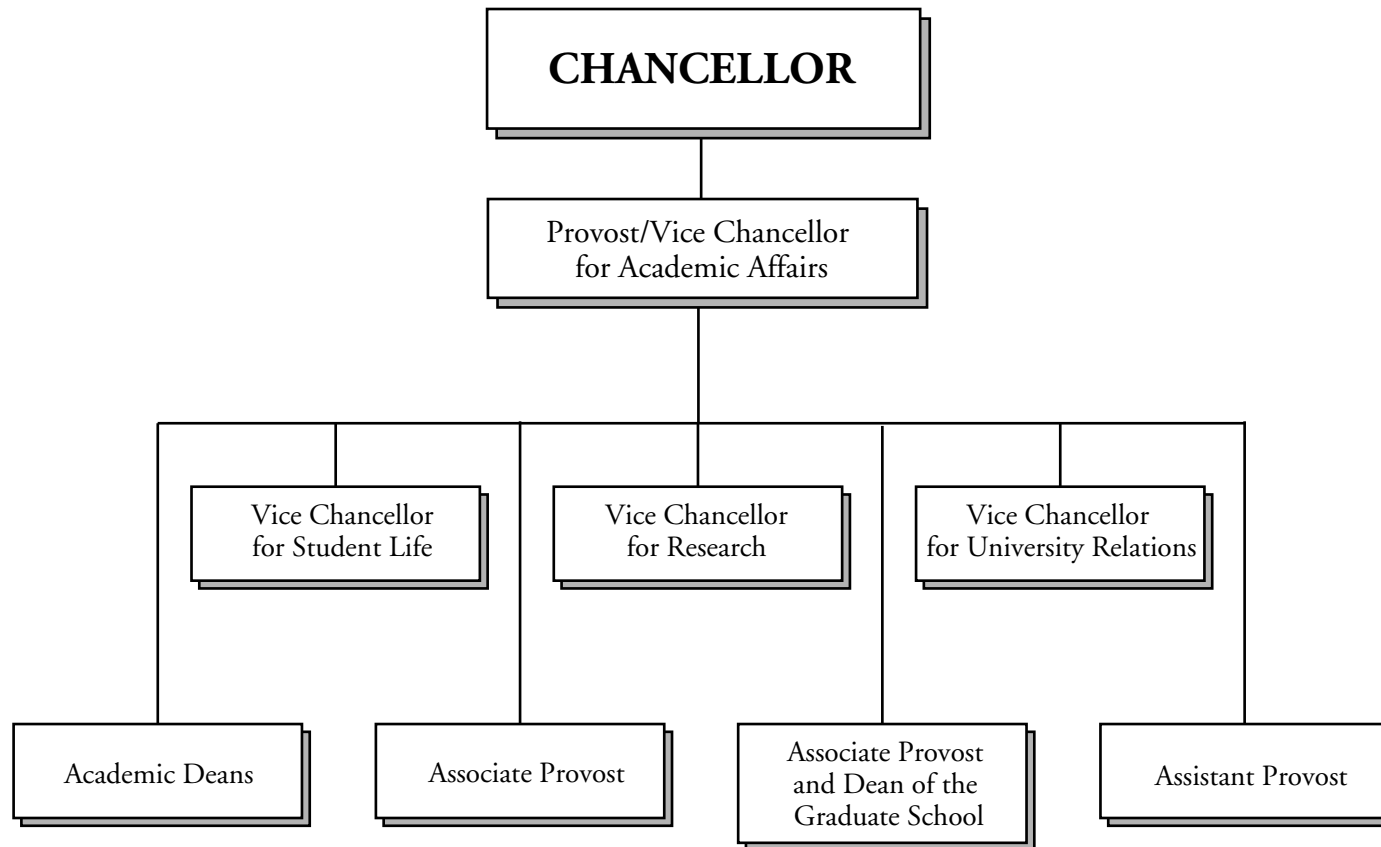 CHANCELLOR
Provost/Vice Chancellor
for Academic Affairs
Vice Chancellor
for Student Life
Vice Chancellor
for Research
Vice Chancellor
for University Relations
Academic Deans
Associate Provost
Associate Provost
and Dean of the
Graduate School
Assistant Provost